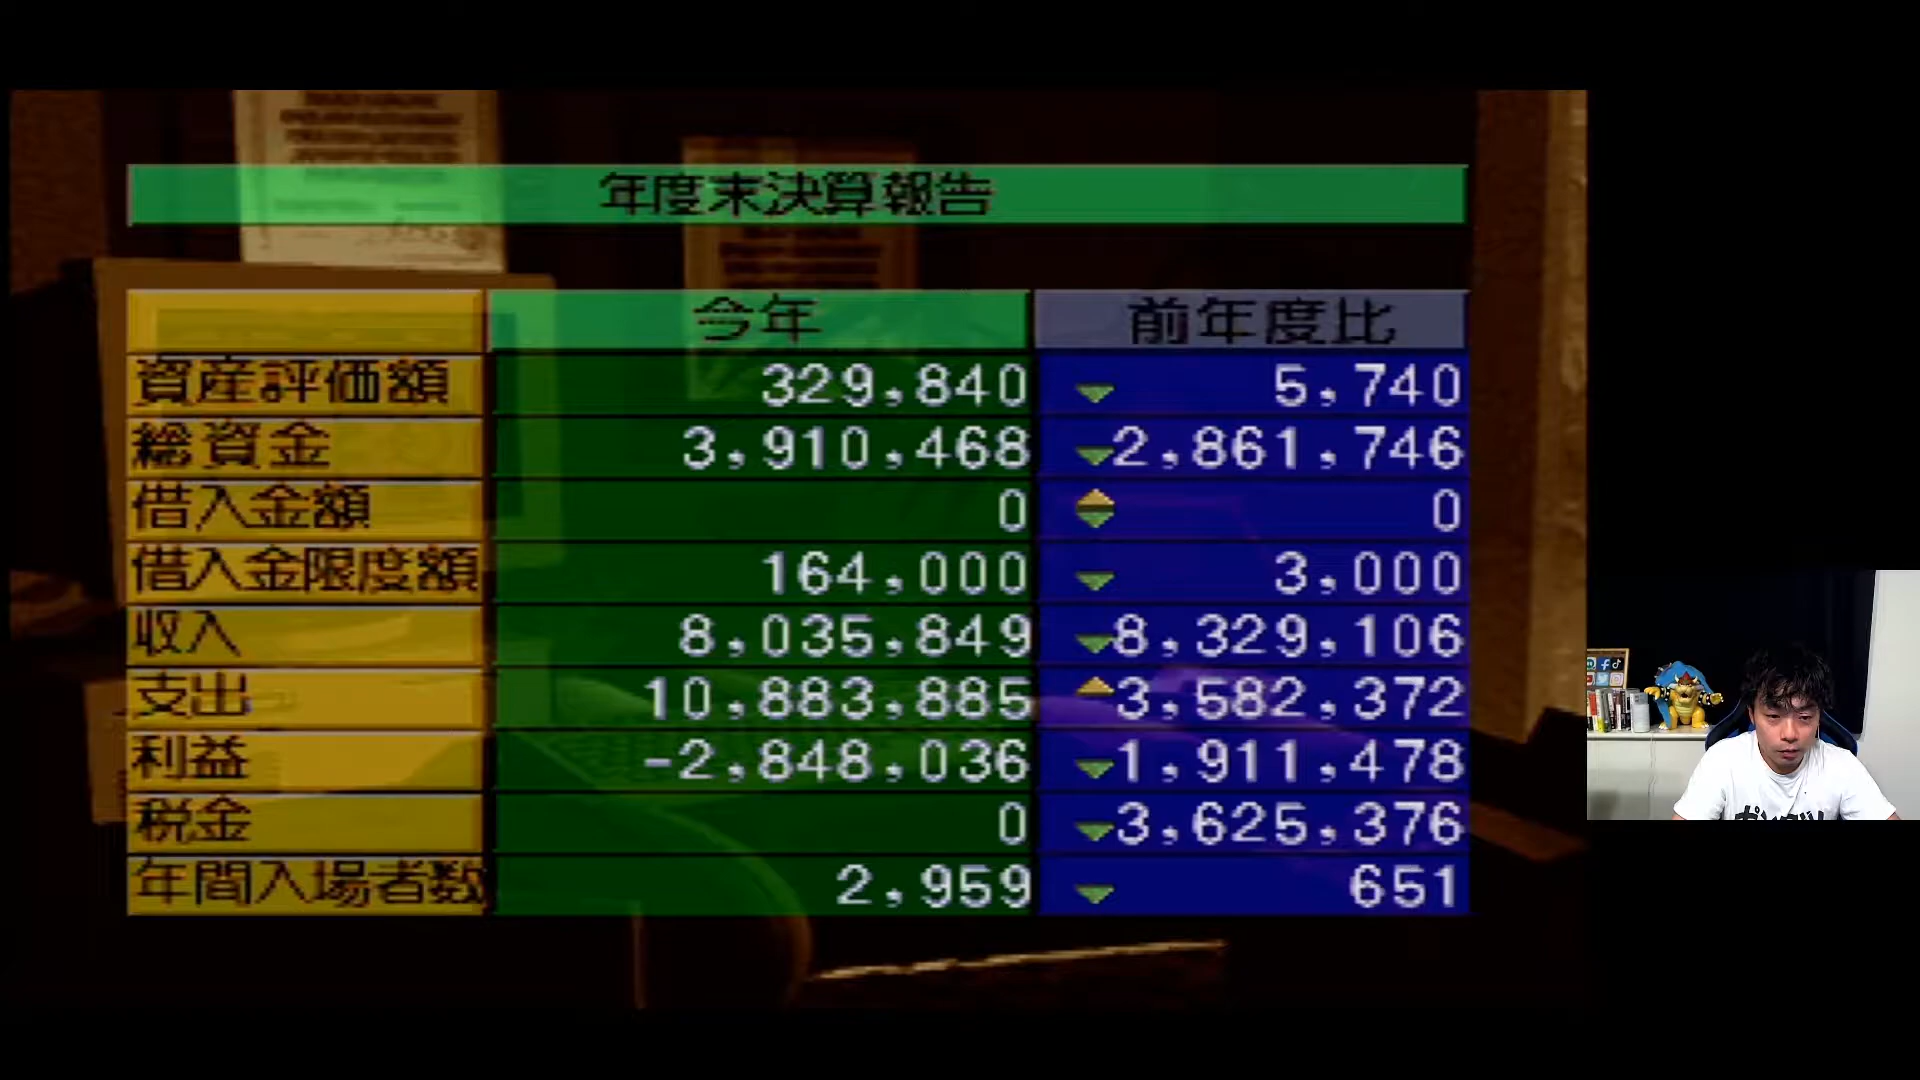 年度末決算報告
今年 前年度比
資産評価額 329,840 5,740
総資金 3,910,468 2,861,746
借入金額 0 0
借入金限度額 164,000 3,000
収入 8,035,849 8,329,106
支出 10,883,885 3,582,372
利益 -2,848,036 1,911,478
税金 0 3,625,376
年間入場者数 2,959 651